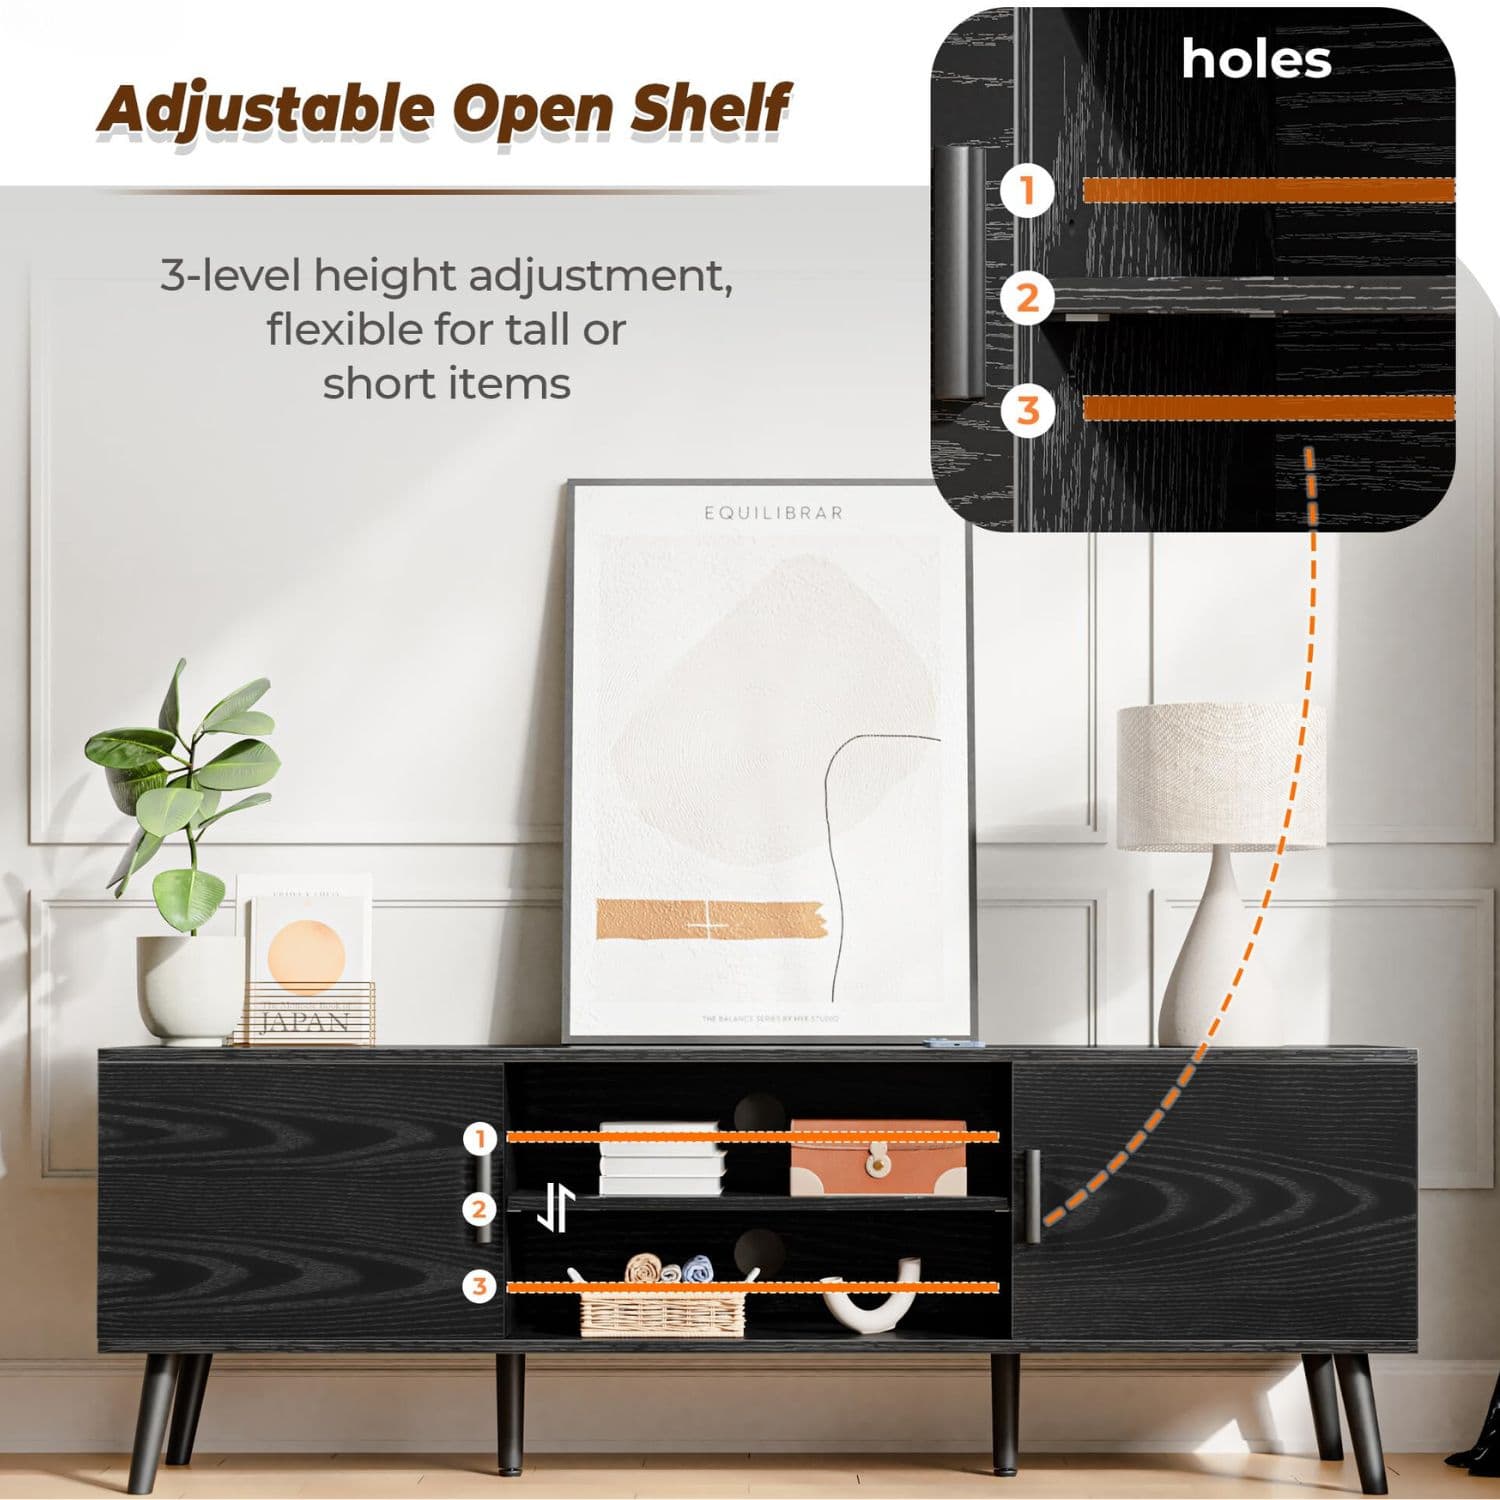 Adjustable Open Shelf
3-level height adjustment,
flexible for tall or
short items
holes
1
2
3
EQUILIBRAR
THE BALANCE SERIES BY MYK STUDIO
JAPAN
1
2
3